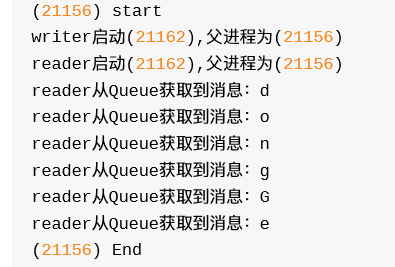 (21156) start
writer启动(21162),父进程为(21156)
reader启动(21162),父进程为(21156)
reader从Queue获取到消息：d
reader从Queue获取到消息：o
reader从Queue获取到消息：n
reader从Queue获取到消息：g
reader从Queue获取到消息：G
reader从Queue获取到消息：e
(21156) End